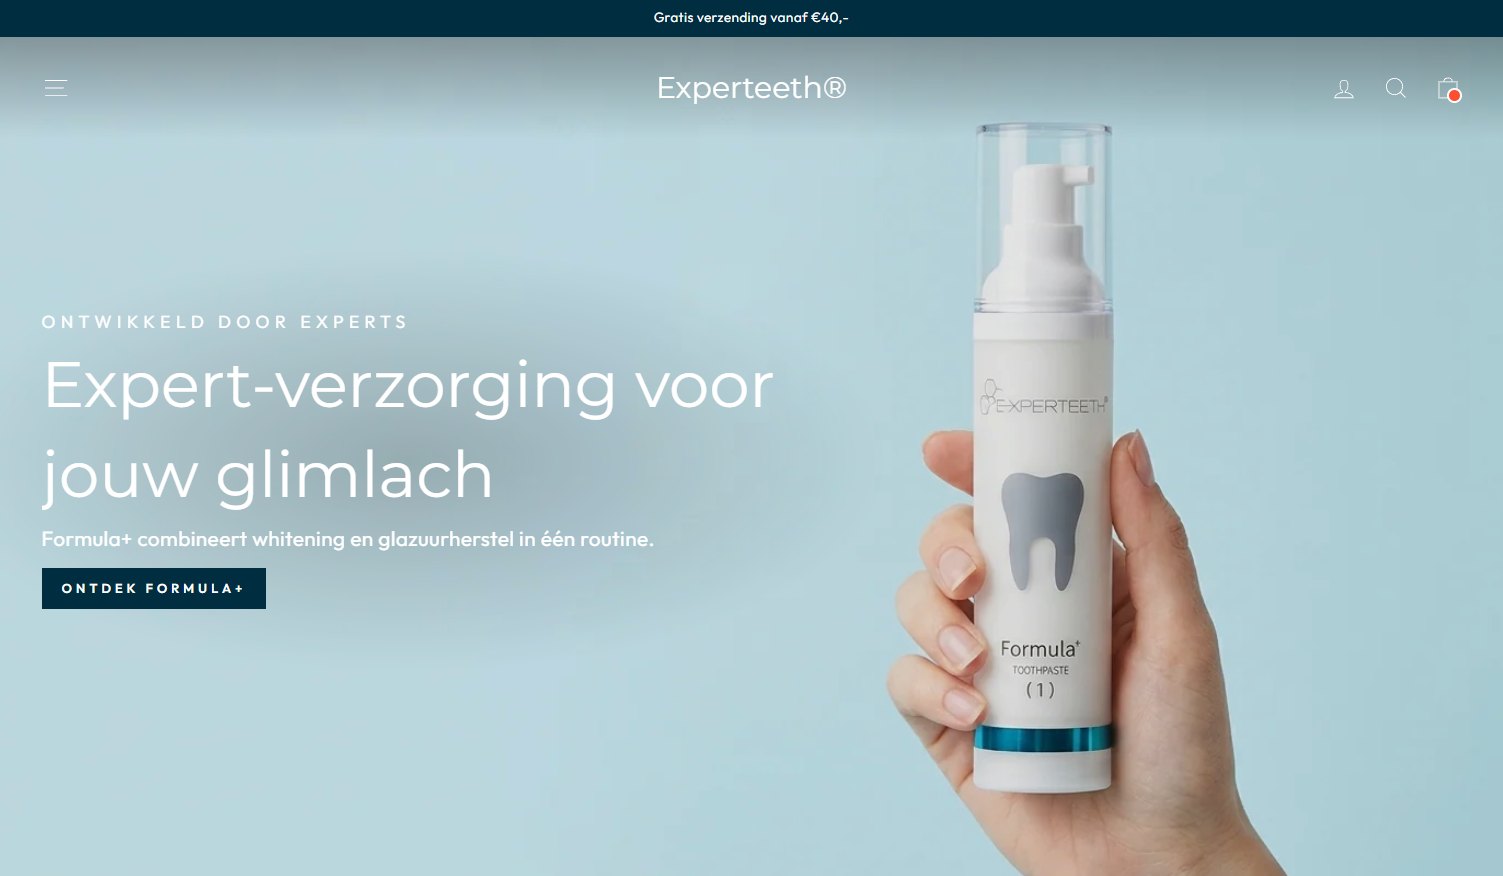 Gratis verzending vanaf €40,-
Experteeth®
ONTWIKKELD DOOR EXPERTS
Expert-verzorging voor
jouw glimlach
Formula+ combineert whitening en glazuurherstel in één routine.
ONTDEK FORMULA+
EXPERTEETH®
Formula⁺
TOOTHPASTE
(1)